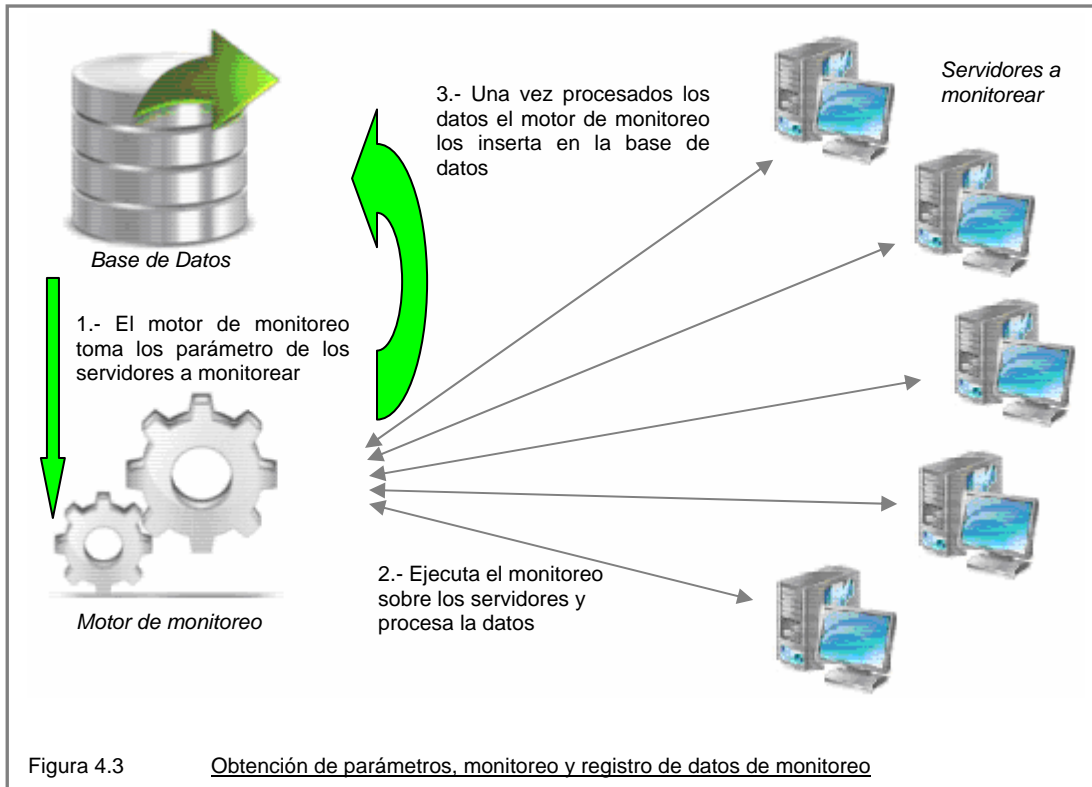 Servidores a
monitorear
3.- Una vez procesados los
datos el motor de monitoreo
los inserta en la base de
datos
Base de Datos
1.- El motor de monitoreo
toma los parámetro de los
servidores a monitorear
2.- Ejecuta el monitoreo
sobre los servidores y
procesa la datos
Motor de monitoreo
Figura 4.3 Obtención de parámetros, monitoreo y registro de datos de monitoreo